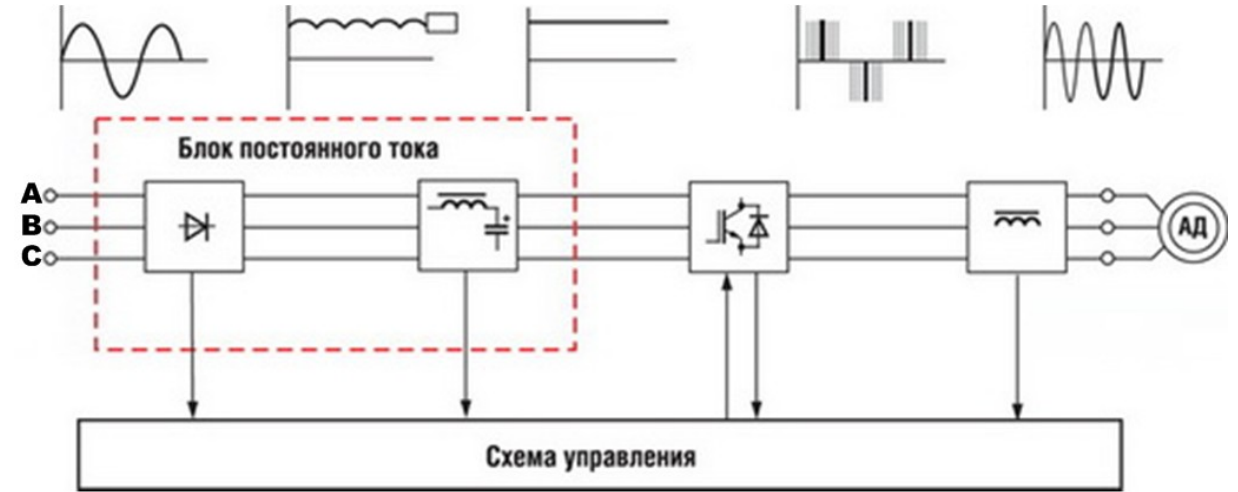 Блок постоянного тока
A
B
C
АД
Схема управления